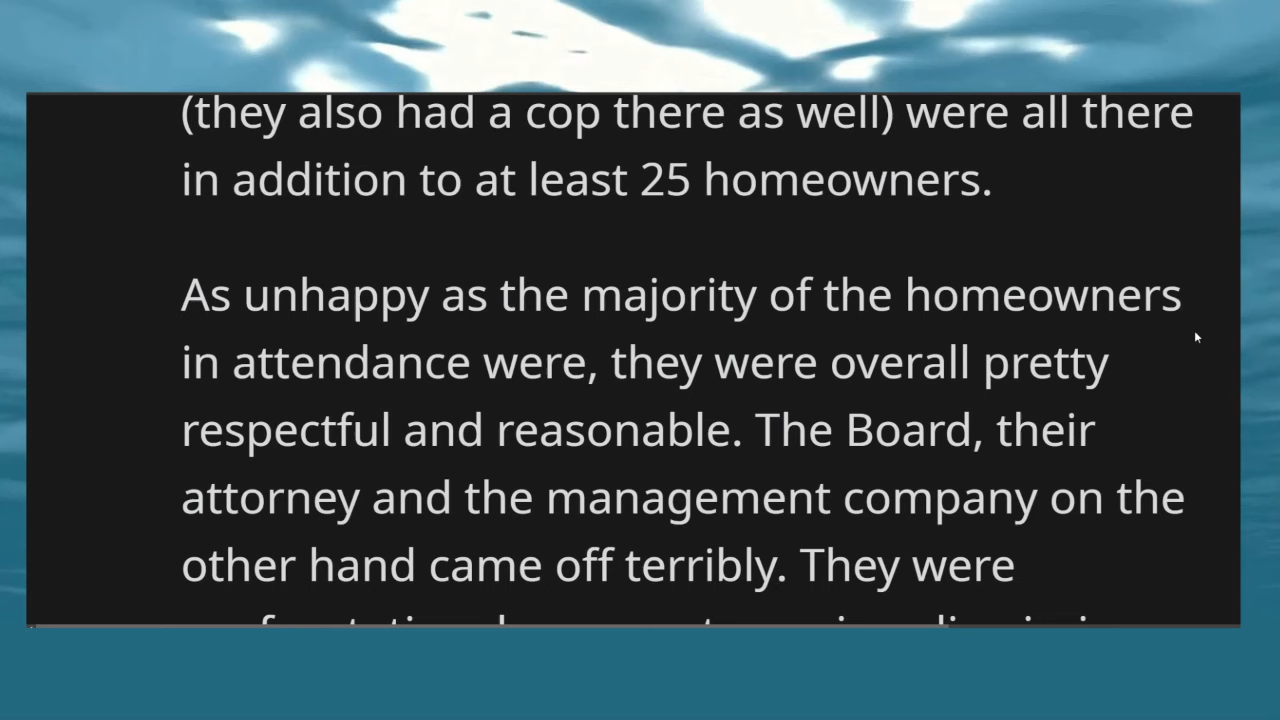 (they also had a cop there as well) were all there
in addition to at least 25 homeowners.
As unhappy as the majority of the homeowners
in attendance were, they were overall pretty
respectful and reasonable. The Board, their
attorney and the management company on the
other hand came off terribly. They were